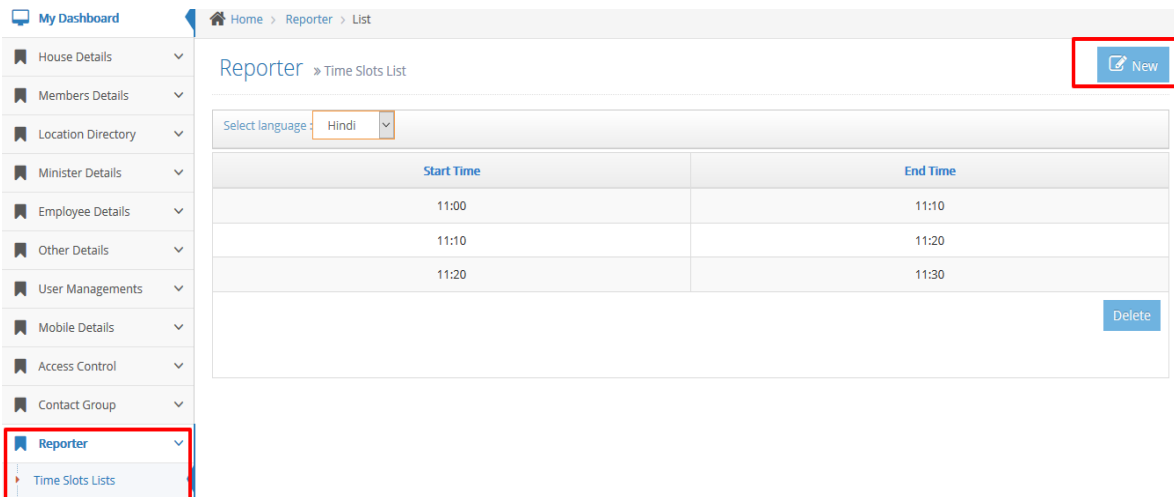 My Dashboard
Home > Reporter > List
House Details
Members Details
Location Directory
Minister Details
Employee Details
Other Details
User Managements
Mobile Details
Access Control
Contact Group
Reporter
Time Slots Lists
Reporter » Time Slots List
New
Select language : Hindi
Start Time End Time
11:00 11:10
11:10 11:20
11:20 11:30
Delete